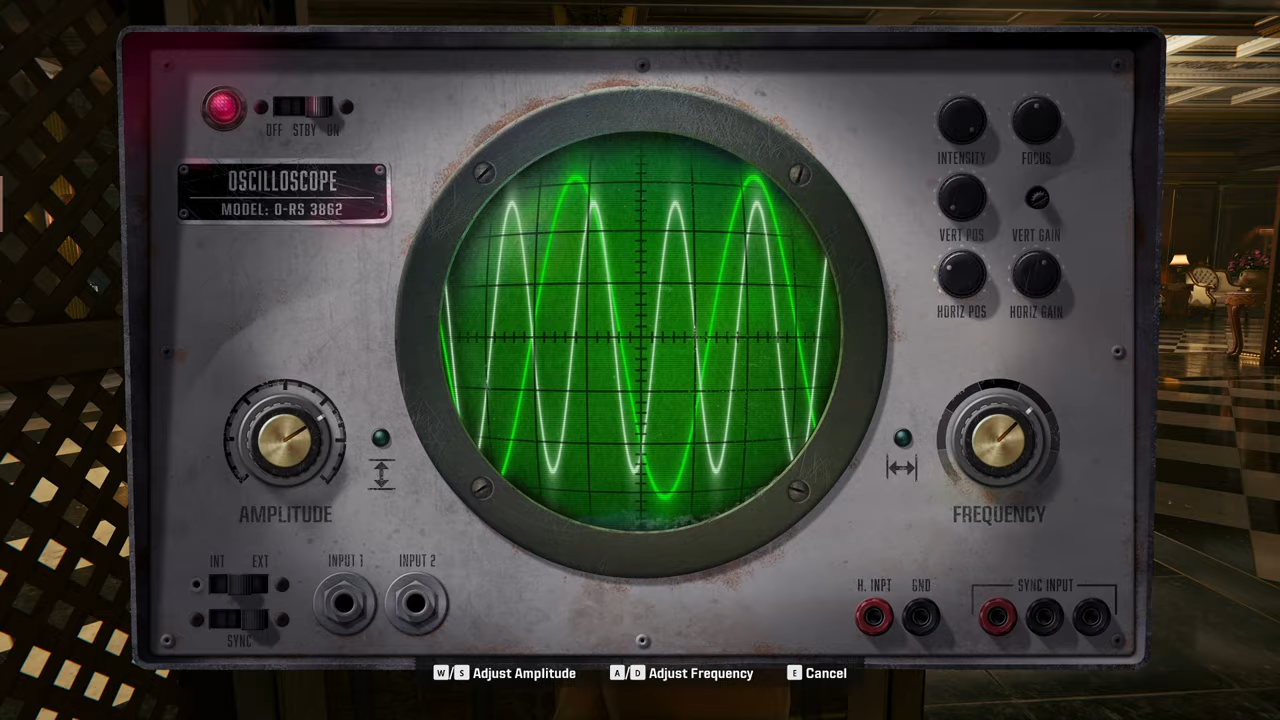 OFF STBY ON
OSCILLOSCOPE
MODEL: O-RS 3862
INTENSITY FOCUS
VERT POS VERT GAIN
HORIZ POS HORIZ GAIN
AMPLITUDE
FREQUENCY
INT EXT
INPUT 1 INPUT 2
SYNC
H. INPT GND
SYNC INPUT
W/S Adjust Amplitude A/D Adjust Frequency E Cancel